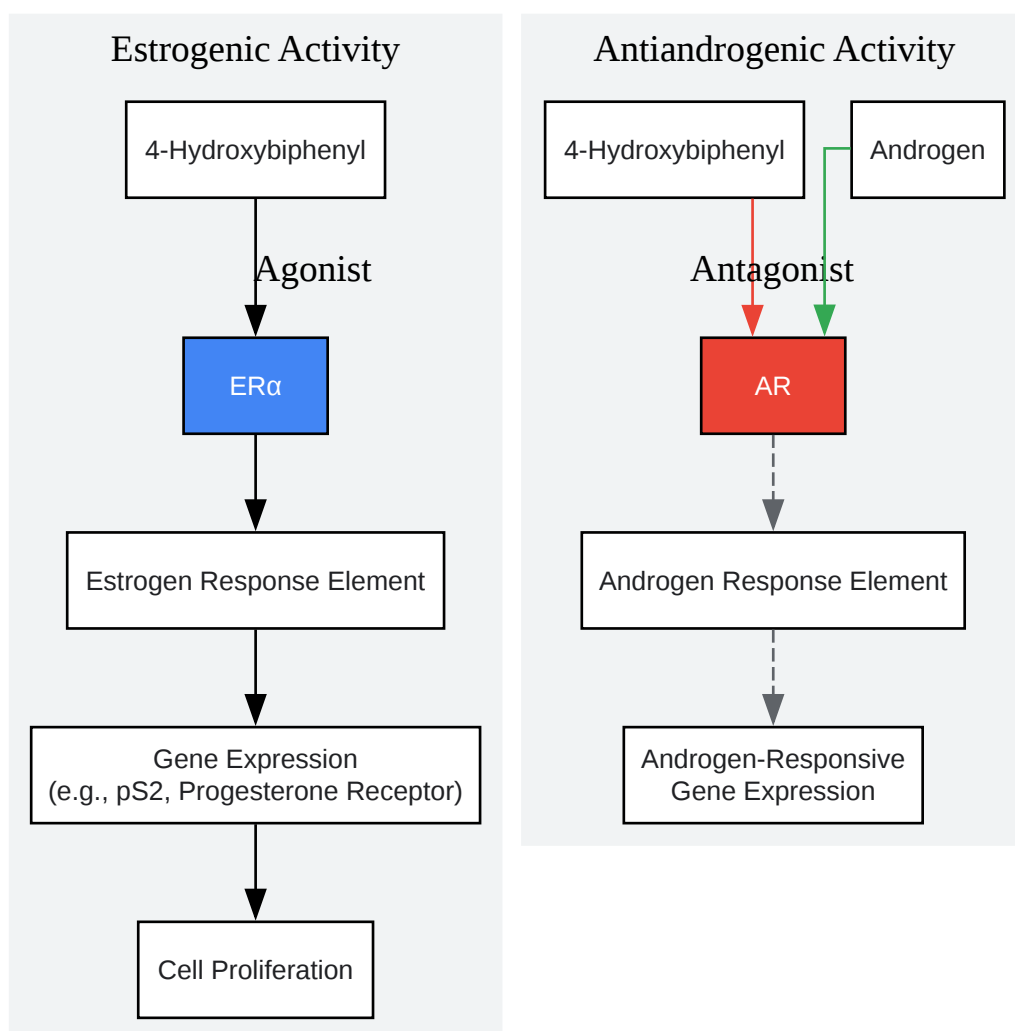 Estrogenic Activity
4-Hydroxybiphenyl
Agonist
ERα
Estrogen Response Element
Gene Expression
(e.g., pS2, Progesterone Receptor)
Cell Proliferation
Antiandrogenic Activity
4-Hydroxybiphenyl
Androgen
Antagonist
AR
Androgen Response Element
Androgen-Responsive
Gene Expression